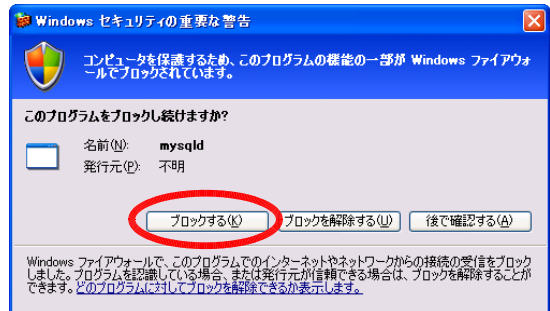 Windows セキュリティの重要な警告
コンピュータを保護するため、このプログラムの機能の一部が Windows ファイアウォ
ールでブロックされています。
このプログラムをブロックし続けますか?
名前(N): mysqld
発行元(P): 不明
ブロックする(K) ブロックを解除する(U) 後で確認する(A)
Windows ファイアウォールで、このプログラムでのインターネットやネットワークからの接続の受信をブロック
しました。プログラムを認識している場合、または発行元が信頼できる場合は、ブロックを解除することが
できます。どのプログラムに対してブロックを解除できるか表示します。